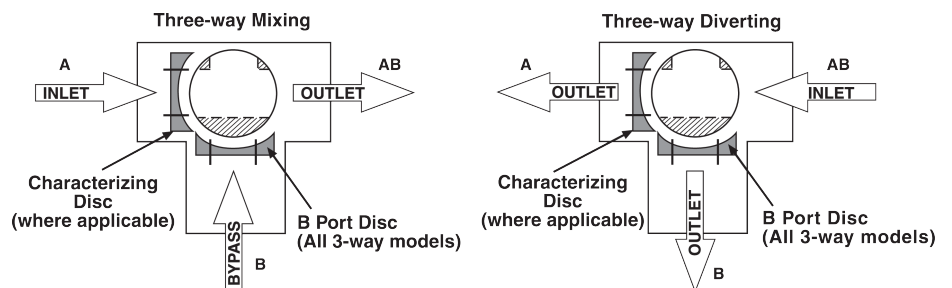 Three-way Mixing
A
INLET
AB
OUTLET
Characterizing
Disc
(where applicable)
BYPASS
B
B Port Disc
(All 3-way models)
Three-way Diverting
A
OUTLET
AB
INLET
Characterizing
Disc
(where applicable)
OUTLET
B
B Port Disc
(All 3-way models)